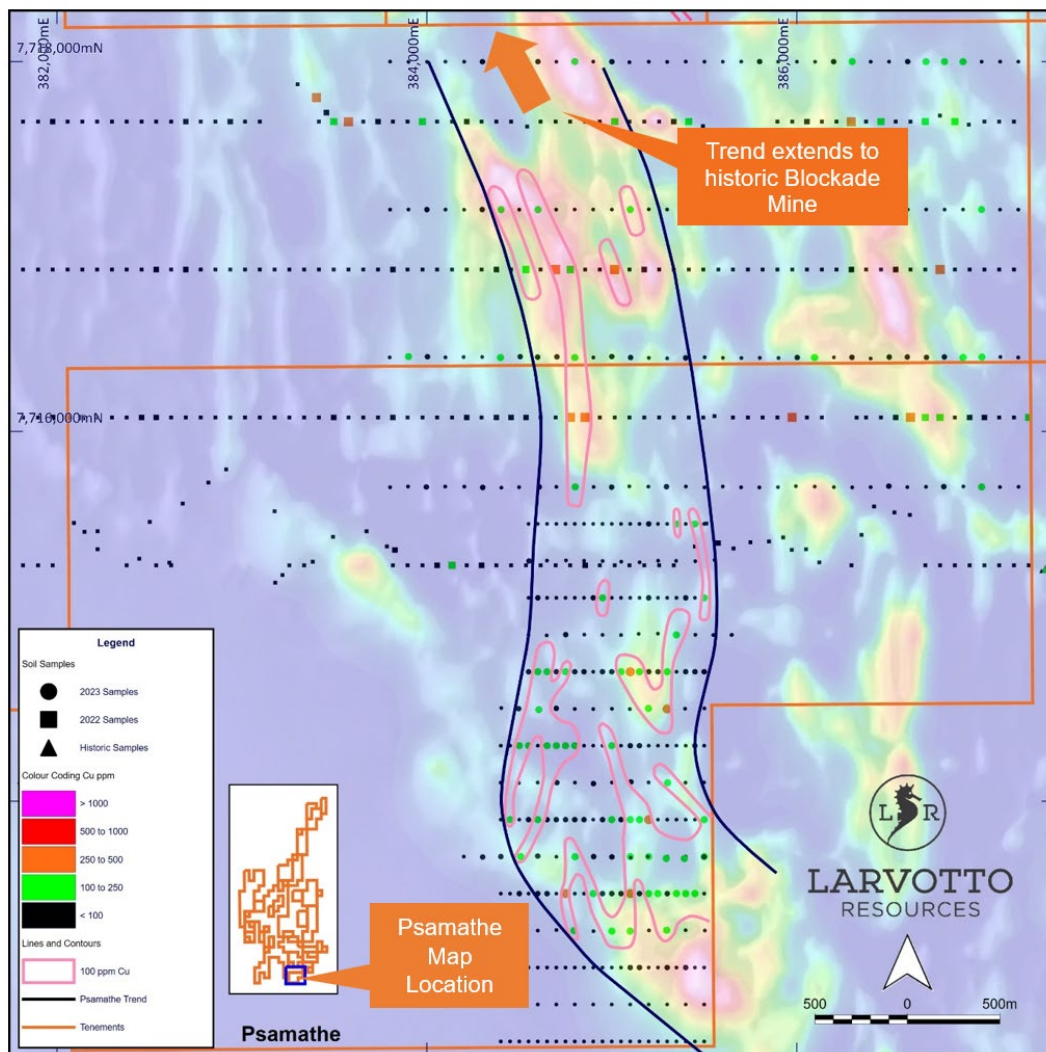 382,000mE
384,000mE
386,000mE
7,718,000mN
Trend extends to
historic Blockade
Mine
7,716,000mN
Legend
Soil Samples
2023 Samples
2022 Samples
Historic Samples
Colour Coding Cu ppm
> 1000
500 to 1000
250 to 500
100 to 250
< 100
Lines and Contours
100 ppm Cu
Psamathe Trend
Tenements
Psamathe
Map
Location
Psamathe
L R
LARVOTTO
RESOURCES
500 0 500m